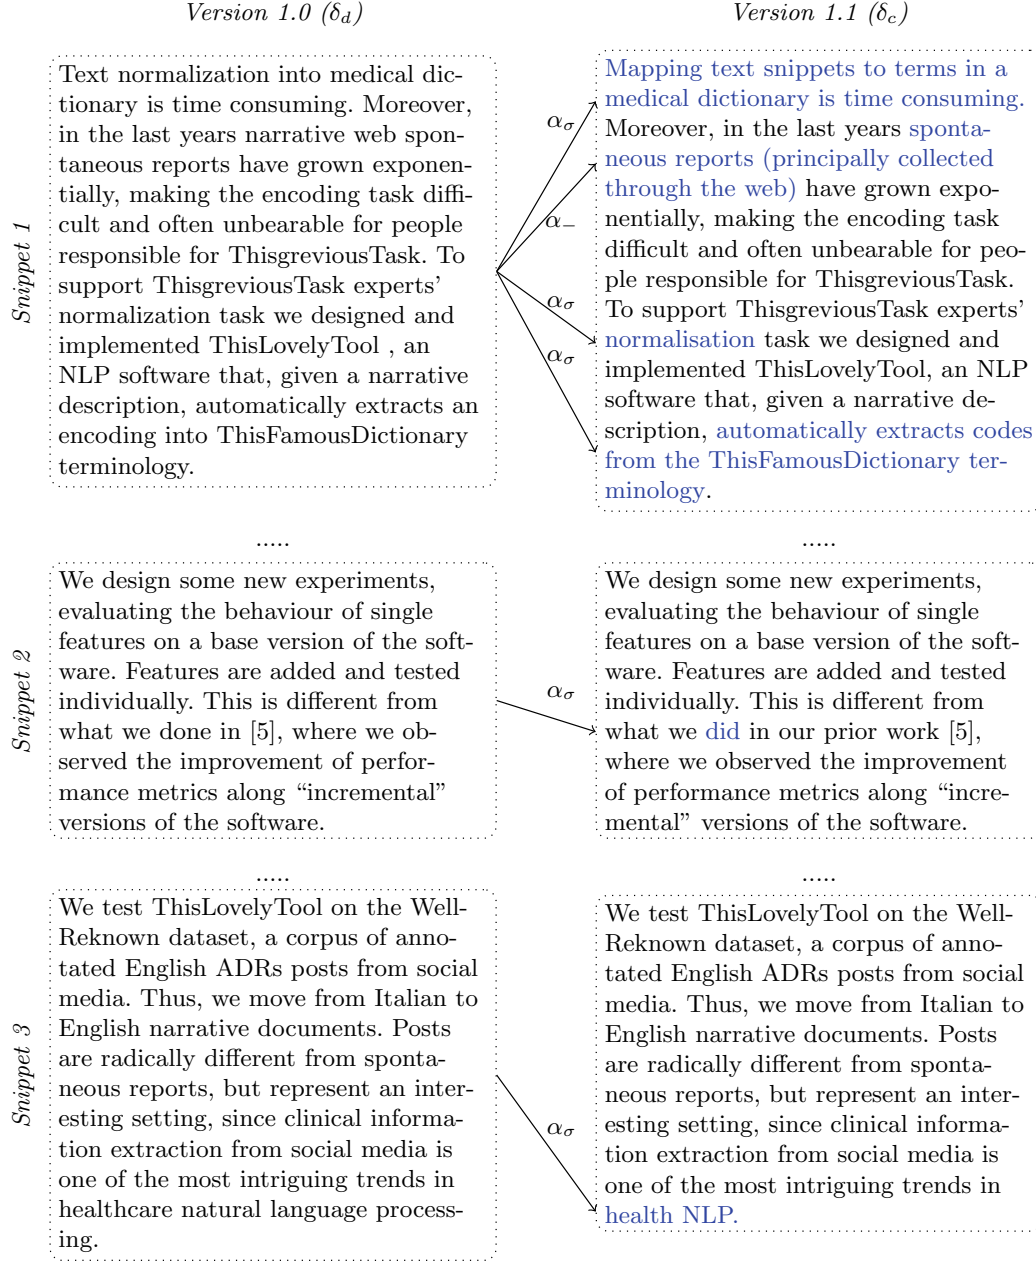 Version 1.0 (δd)
Version 1.1 (δc)
Snippet 1
Text normalization into medical dic-
tionary is time consuming. Moreover,
in the last years narrative web spon-
taneous reports have grown exponen-
tially, making the encoding task diffi-
cult and often unbearable for people
responsible for ThisgreviousTask. To
support ThisgreviousTask experts'
normalization task we designed and
implemented ThisLovelyTool , an
NLP software that, given a narrative
description, automatically extracts an
encoding into ThisFamousDictionary
terminology.
ασ
α−
ασ
ασ
Mapping text snippets to terms in a
medical dictionary is time consuming.
Moreover, in the last years sponta-
neous reports (principally collected
through the web) have grown expo-
nentially, making the encoding task
difficult and often unbearable for peo-
ple responsible for ThisgreviousTask.
To support ThisgreviousTask experts'
normalisation task we designed and
implemented ThisLovelyTool, an NLP
software that, given a narrative de-
scription, automatically extracts codes
from the ThisFamousDictionary ter-
minology.
.....
.....
Snippet 2
We design some new experiments,
evaluating the behaviour of single
features on a base version of the soft-
ware. Features are added and tested
individually. This is different from
what we done in [5], where we ob-
served the improvement of perfor-
mance metrics along “incremental”
versions of the software.
ασ
We design some new experiments,
evaluating the behaviour of single
features on a base version of the soft-
ware. Features are added and tested
individually. This is different from
what we did in our prior work [5],
where we observed the improvement
of performance metrics along “incre-
mental” versions of the software.
.....
.....
Snippet 3
We test ThisLovelyTool on the Well-
Reknown dataset, a corpus of anno-
tated English ADRs posts from social
media. Thus, we move from Italian to
English narrative documents. Posts
are radically different from sponta-
neous reports, but represent an inter-
esting setting, since clinical informa-
tion extraction from social media is
one of the most intriguing trends in
healthcare natural language process-
ing.
ασ
We test ThisLovelyTool on the Well-
Reknown dataset, a corpus of anno-
tated English ADRs posts from social
media. Thus, we move from Italian to
English narrative documents. Posts
are radically different from sponta-
neous reports, but represent an inter-
esting setting, since clinical informa-
tion extraction from social media is
one of the most intriguing trends in
health NLP.